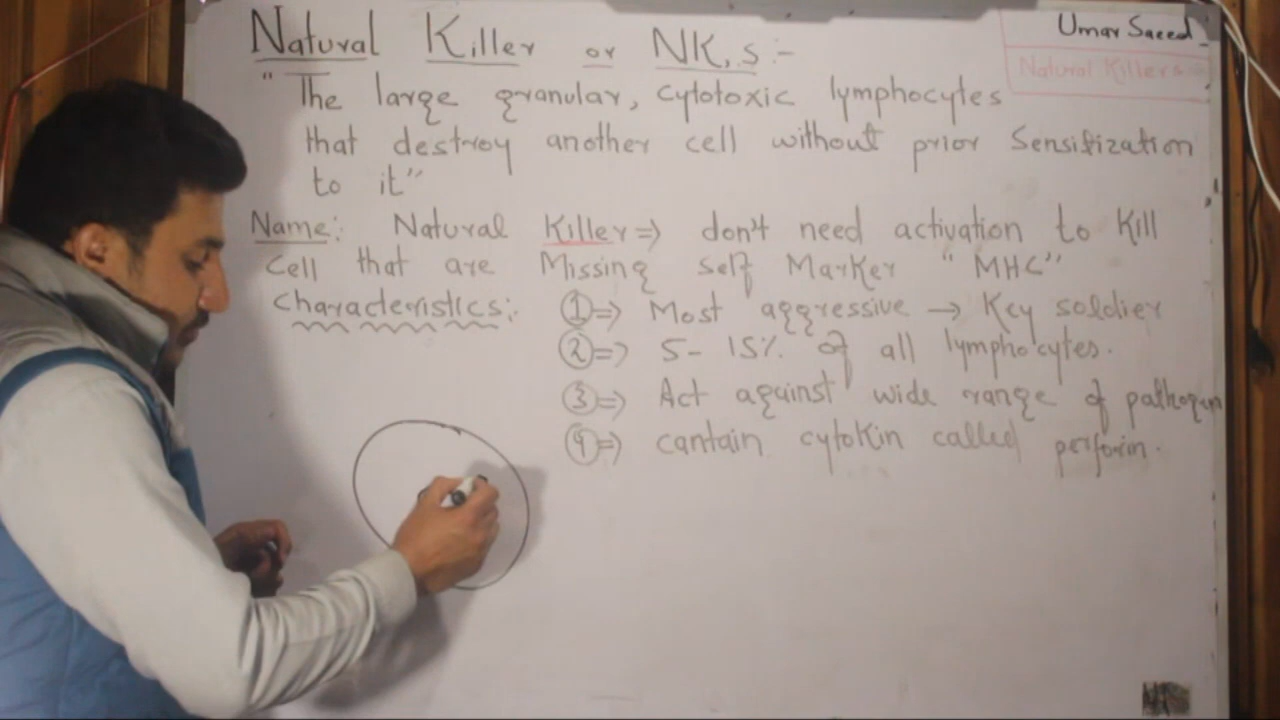 Natural Killer or NK,s :-
Umar Saeed
Natural Killers
"The large granular, cytotoxic lymphocytes
that destroy another cell without prior Sensitization
to it"
Name: Natural Killer => don't need activation to Kill
cell that are Missing self Marker "MHC"
Characteristics: ① => Most aggressive → Key soldier
② => 5-15% of all lymphocytes.
③ => Act against wide range of pathogen
④ => cantain cytokin called perforin.